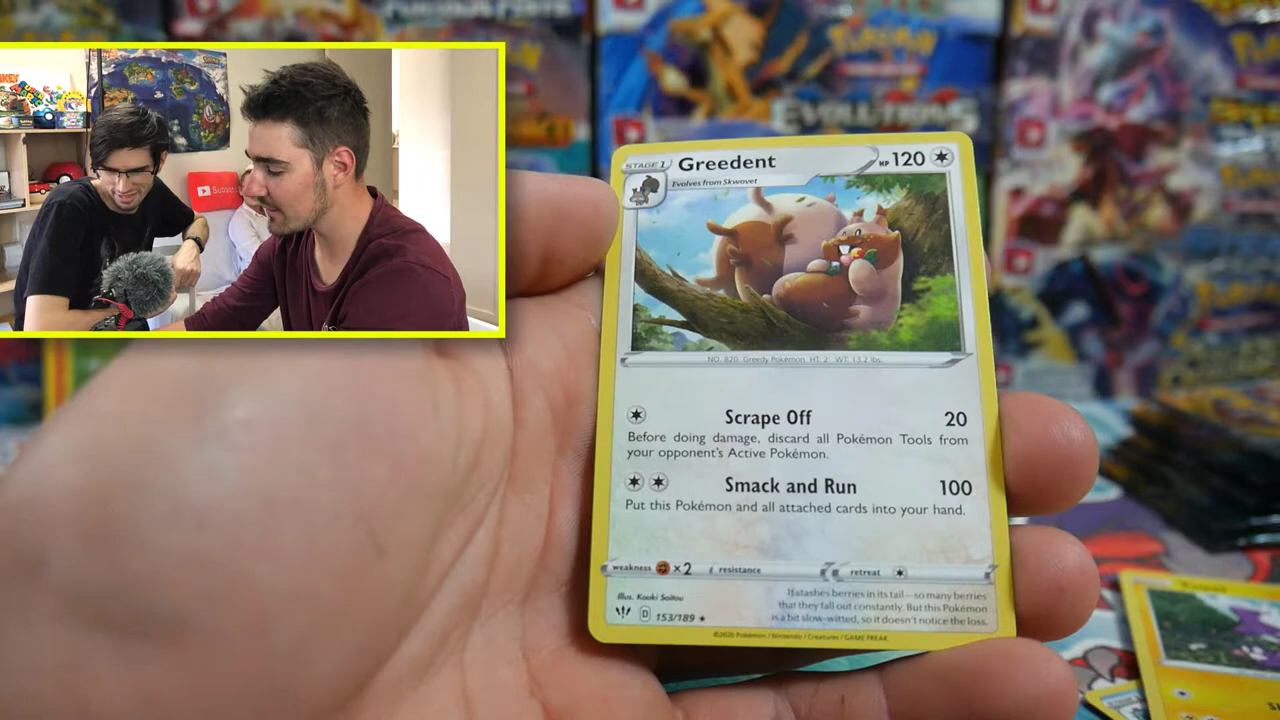 EVOLUTIONS
Subscr
STAGE 1 Greedent HP 120
Evolves from Skwovet
NO. 820 Greedy Pokémon HT: 2' WT: 13.2 lbs.
Scrape Off 20
Before doing damage, discard all Pokémon Tools from
your opponent's Active Pokémon.
Smack and Run 100
Put this Pokémon and all attached cards into your hand.
weakness ×2 resistance retreat
Illus. Kouki Saitou
D 153/189 ★
It stashes berries in its tail—so many berries
that they fall out constantly. But this Pokémon
is a bit slow-witted, so it doesn't notice the loss.
©2020 Pokémon / Nintendo / Creatures / GAME FREAK